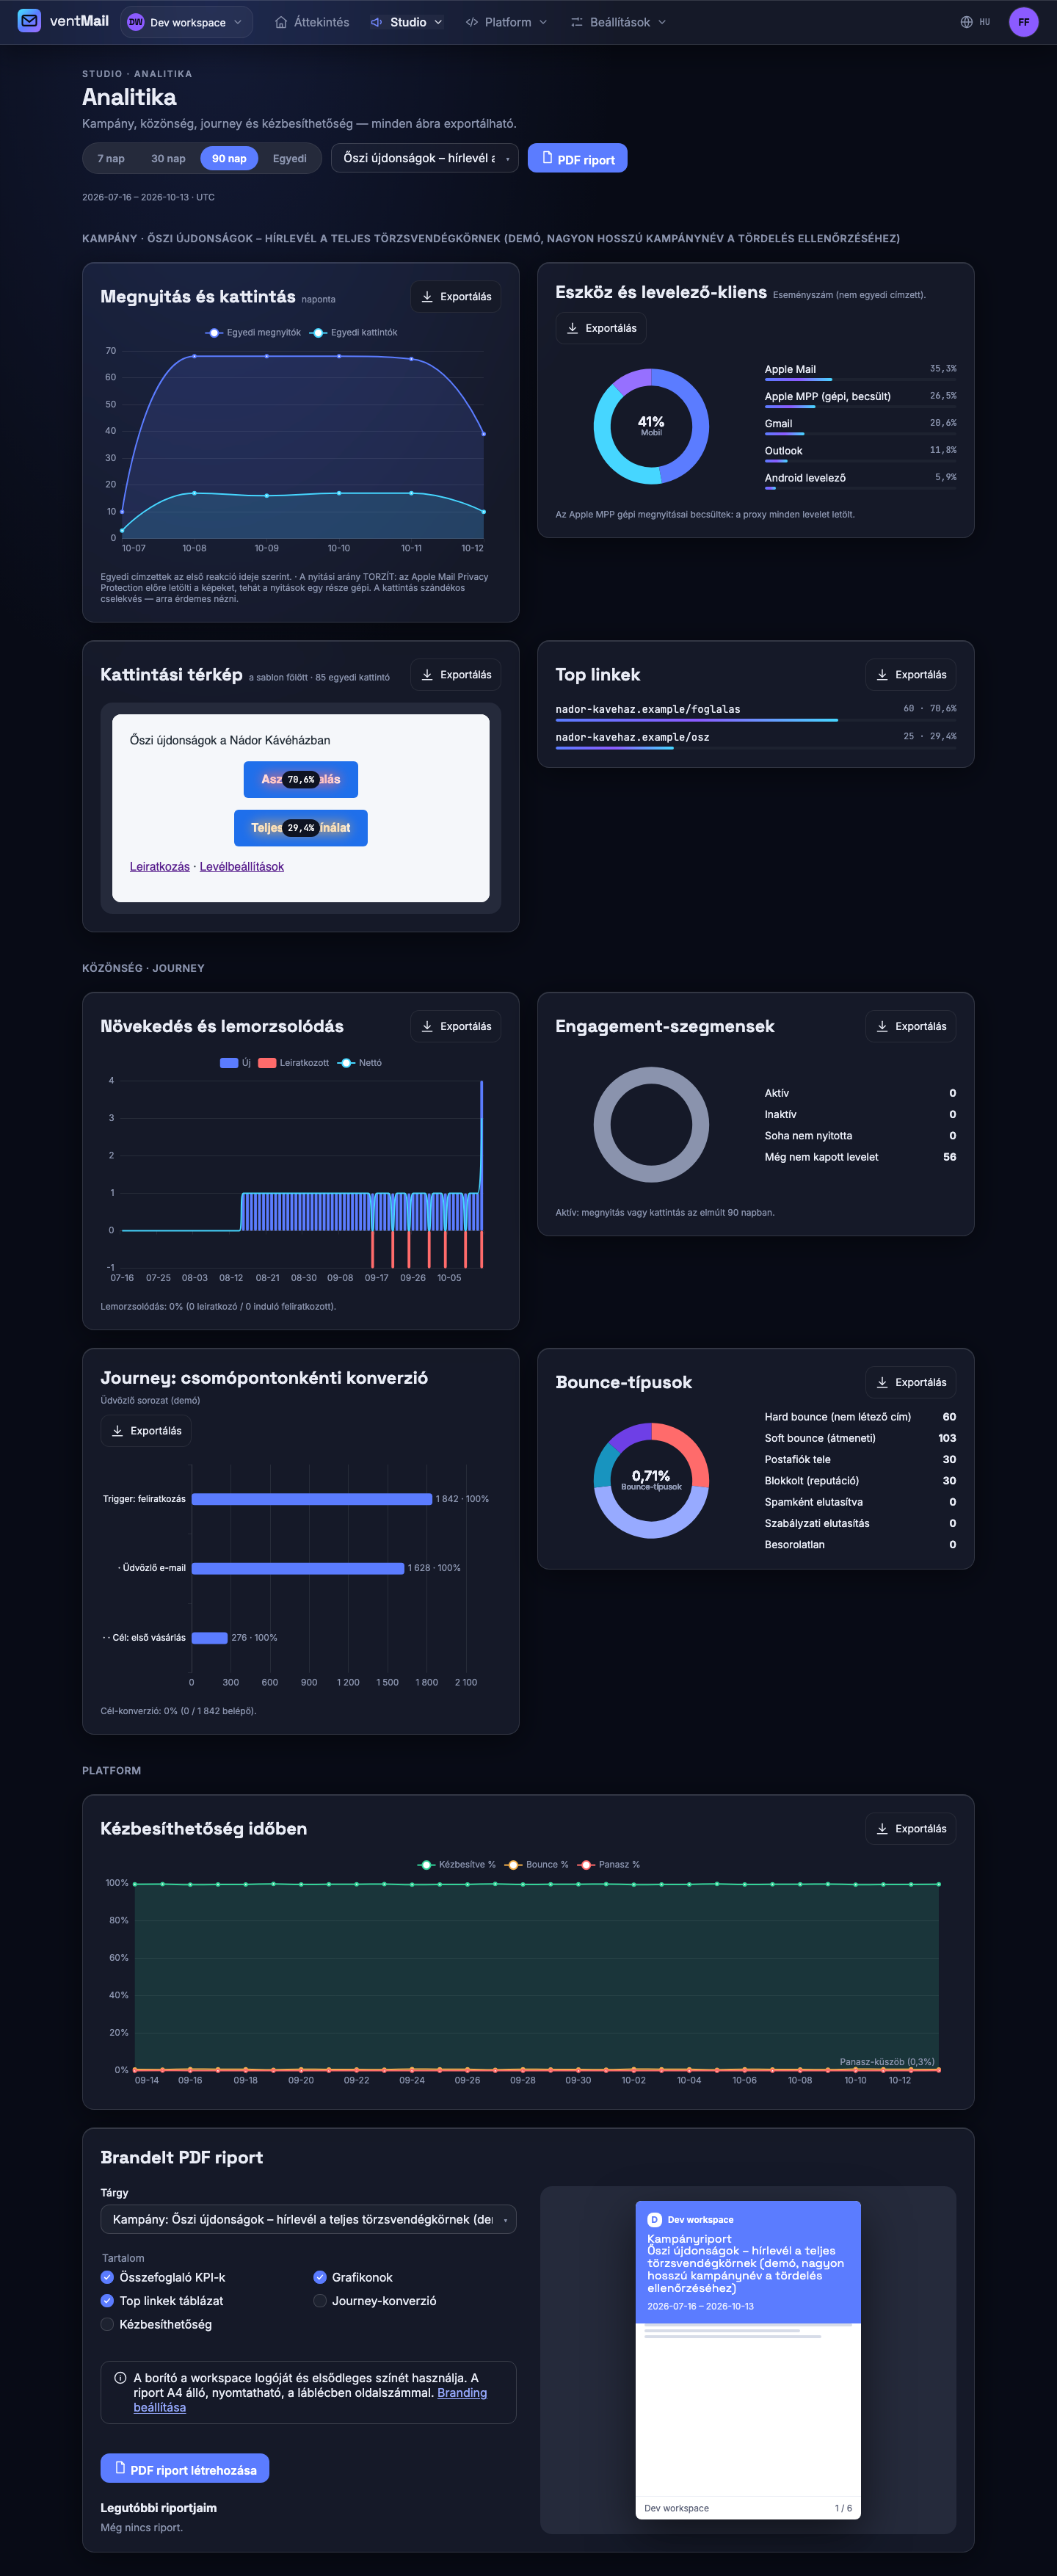 ventMail DW Dev workspace Áttekintés Studio Platform Beállítások HU FF
STUDIO · ANALITIKA
Analitika
Kampány, közönség, journey és kézbesíthetőség — minden ábra exportálható.
7 nap 30 nap 90 nap Egyedi Őszi újdonságok – hírlevél a PDF riport
2026-07-16 – 2026-10-13 · UTC
KAMPÁNY · ŐSZI ÚJDONSÁGOK – HÍRLEVÉL A TELJES TÖRZSVENDÉGKÖRNEK (DEMÓ, NAGYON HOSSZÚ KAMPÁNYNÉV A TÖRDELÉS ELLENŐRZÉSÉHEZ)
Megnyitás és kattintás naponta
Exportálás
Egyedi megnyitók Egyedi kattintók
70
60
50
40
30
20
10
0
10-07 10-08 10-09 10-10 10-11 10-12
Egyedi címzettek az első reakció ideje szerint. · A nyitási arány TORZÍT: az Apple Mail Privacy
Protection előre letölti a képeket, tehát a nyitások egy része gépi. A kattintás szándékos
cselekvés — arra érdemes nézni.
Eszköz és levelező-kliens Eseményszám (nem egyedi címzett).
Exportálás
41%
Mobil
Apple Mail 35,3%
Apple MPP (gépi, becsült) 26,5%
Gmail 20,6%
Outlook 11,8%
Android levelező 5,9%
Az Apple MPP gépi megnyitásai becsültek: a proxy minden levelet letölt.
Kattintási térkép a sablon fölött · 85 egyedi kattintó
Exportálás
Őszi újdonságok a Nádor Kávéházban
Asz 70,6% alás
Teljes 29,4% ínálat
Leiratkozás · Levélbeállítások
Top linkek
Exportálás
nador-kavehaz.example/foglalas 60 · 70,6%
nador-kavehaz.example/osz 25 · 29,4%
KÖZÖNSÉG · JOURNEY
Növekedés és lemorzsolódás
Exportálás
Új Leiratkozott Nettó
4
3
2
1
0
-1
07-16 07-25 08-03 08-12 08-21 08-30 09-08 09-17 09-26 10-05
Lemorzsolódás: 0% (0 leiratkozó / 0 induló feliratkozott).
Engagement-szegmensek
Exportálás
Aktív 0
Inaktív 0
Soha nem nyitotta 0
Még nem kapott levelet 56
Aktív: megnyitás vagy kattintás az elmúlt 90 napban.
Journey: csomópontonkénti konverzió
Üdvözlő sorozat (demó)
Exportálás
Trigger: feliratkozás 1 842 · 100%
· Üdvözlő e-mail 1 628 · 100%
· · Cél: első vásárlás 276 · 100%
0 300 600 900 1 200 1 500 1 800 2 100
Cél-konverzió: 0% (0 / 1 842 belépő).
Bounce-típusok
Exportálás
0,71%
Bounce-típusok
Hard bounce (nem létező cím) 60
Soft bounce (átmeneti) 103
Postafiók tele 30
Blokkolt (reputáció) 30
Spamként elutasítva 0
Szabályzati elutasítás 0
Besorolatlan 0
PLATFORM
Kézbesíthetőség időben
Exportálás
Kézbesítve % Bounce % Panasz %
100%
80%
60%
40%
20%
0%
Panasz-küszöb (0,3%)
09-14 09-16 09-18 09-20 09-22 09-24 09-26 09-28 09-30 10-02 10-04 10-06 10-08 10-10 10-12
Brandelt PDF riport
Tárgy
Kampány: Őszi újdonságok – hírlevél a teljes törzsvendégkörnek (de
Tartalom
Összefoglaló KPI-k Grafikonok
Top linkek táblázat Journey-konverzió
Kézbesíthetőség
A borító a workspace logóját és elsődleges színét használja. A
riport A4 álló, nyomtatható, a láblécben oldalszámmal. Branding
beállítása
PDF riport létrehozása
Legutóbbi riportjaim
Még nincs riport.
D Dev workspace
Kampányriport
Őszi újdonságok – hírlevél a teljes
törzsvendégkörnek (demó, nagyon
hosszú kampánynév a tördelés
ellenőrzéséhez)
2026-07-16 – 2026-10-13
Dev workspace 1 / 6